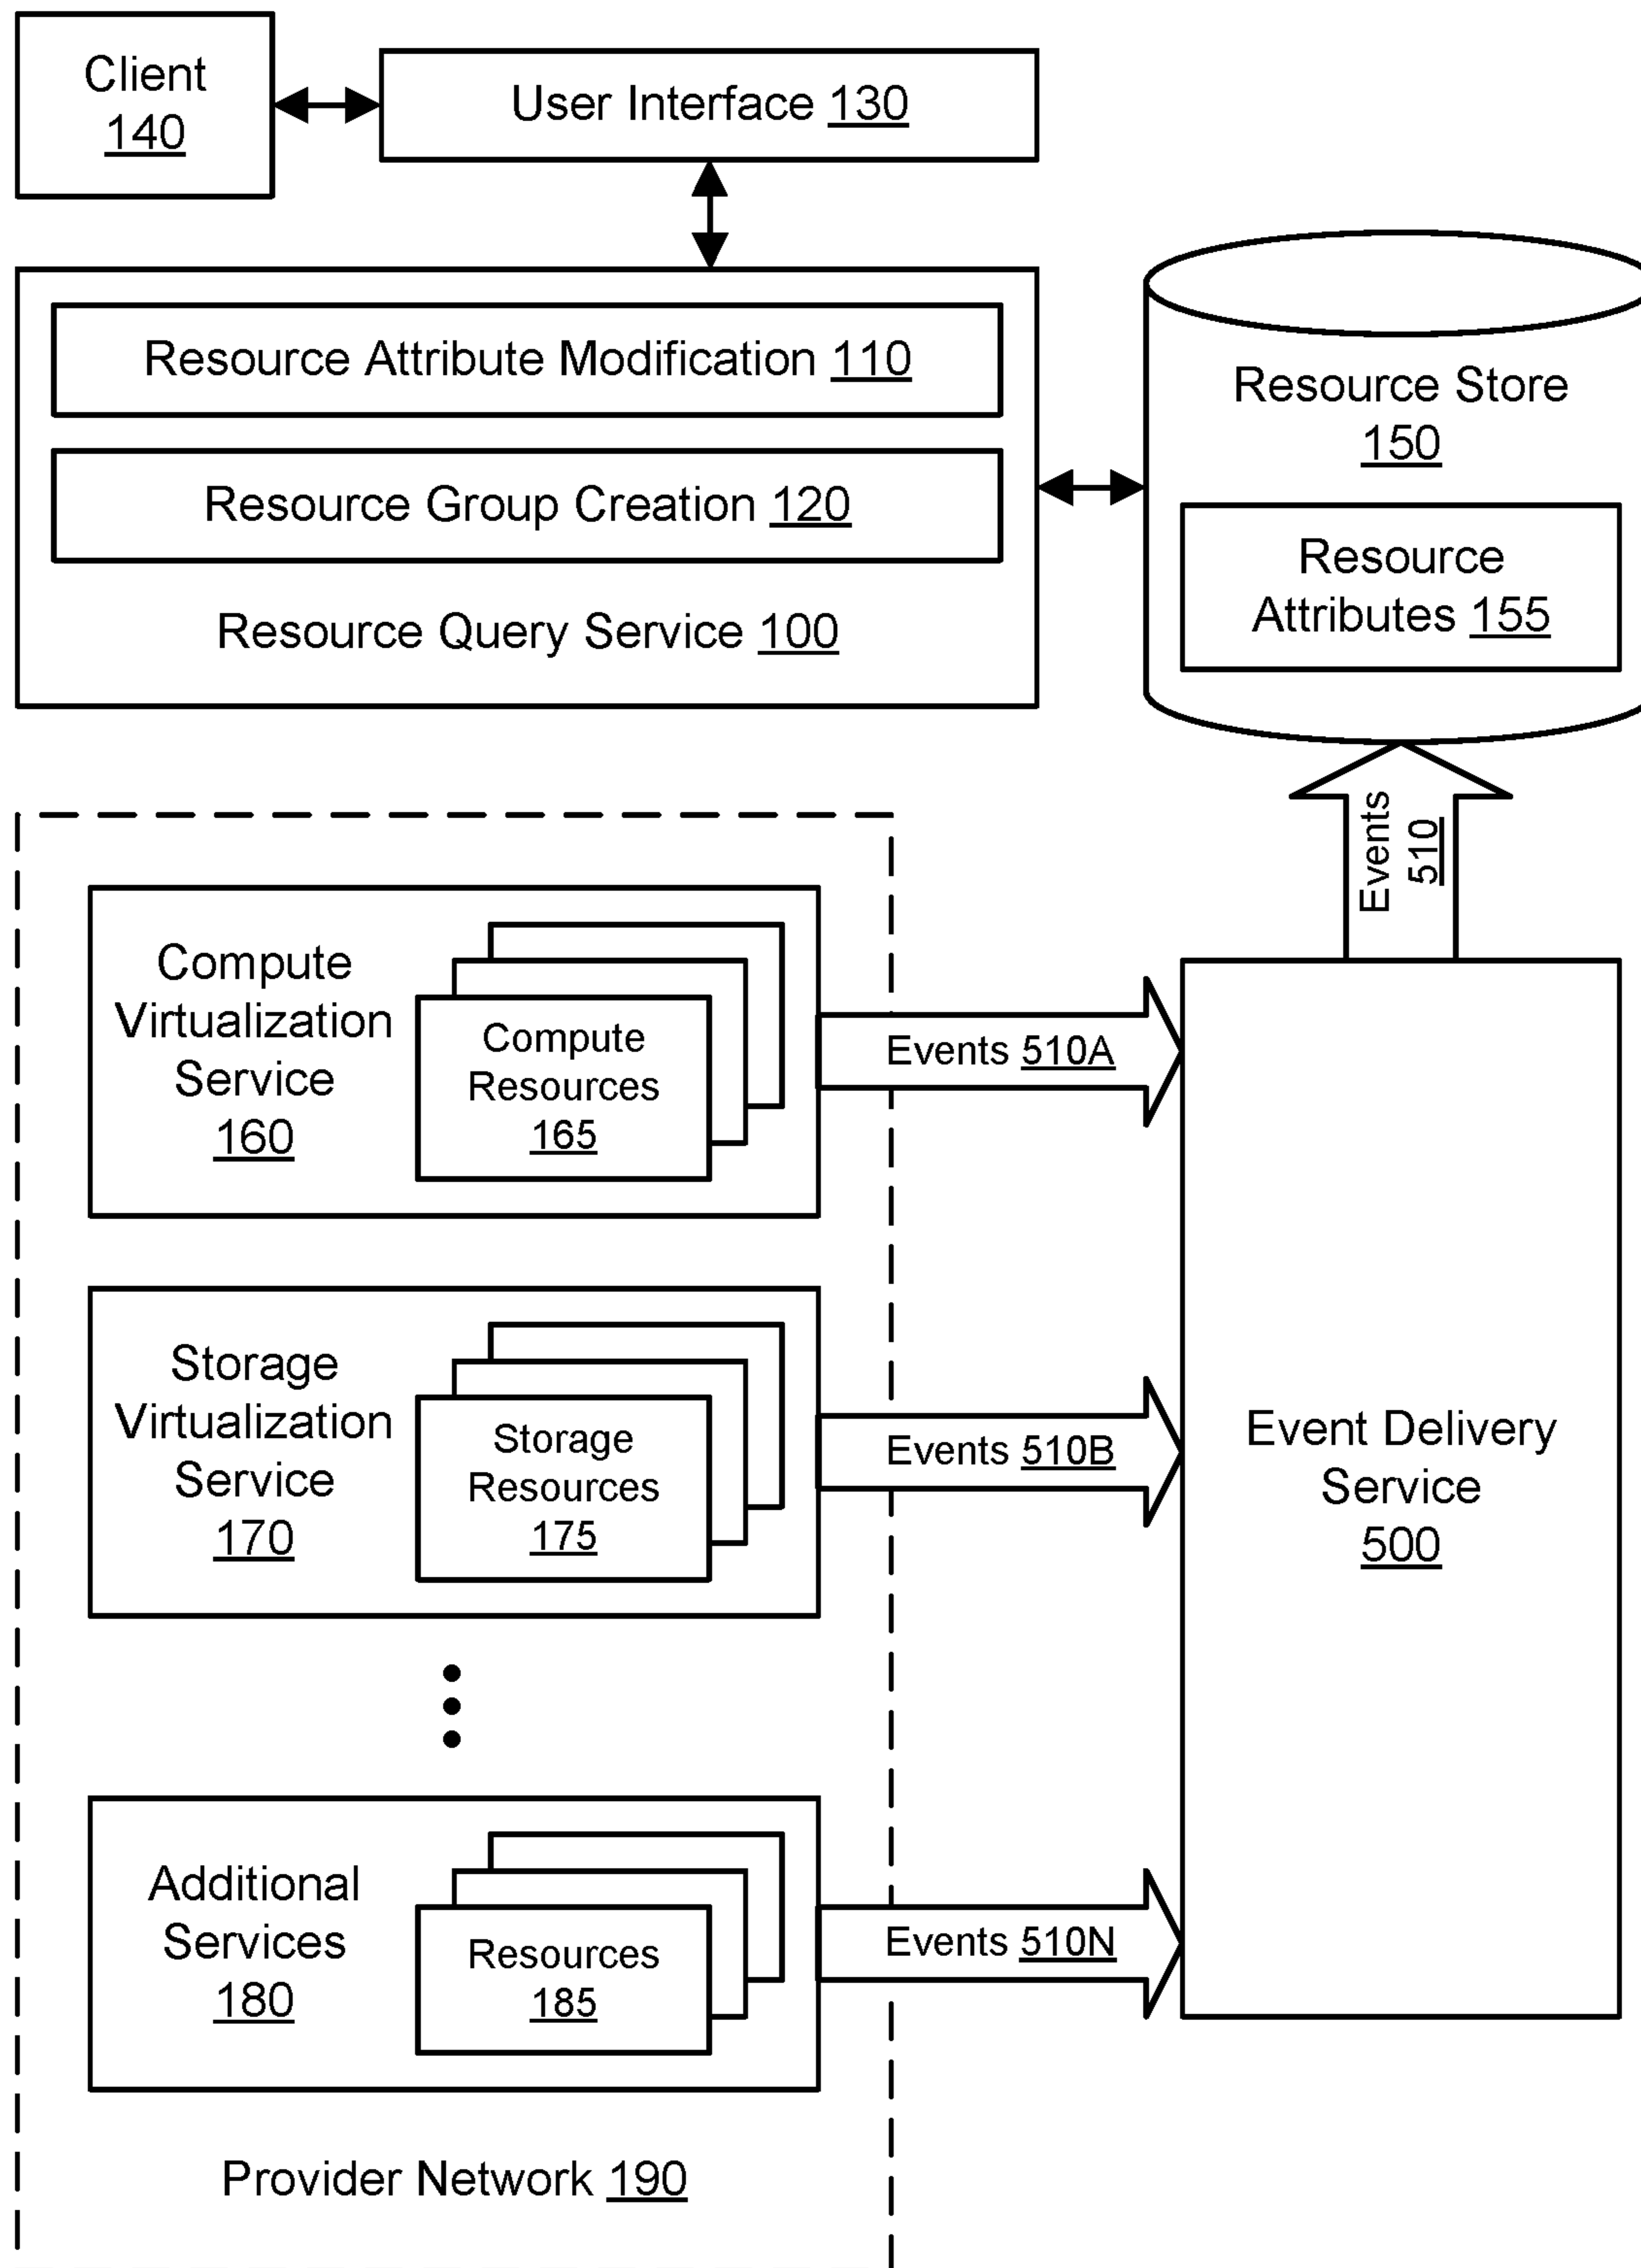 Client
140
User Interface 130
Resource Attribute Modification 110
Resource Group Creation 120
Resource Query Service 100
Resource Store
150
Resource
Attributes 155
Events
510
Compute
Virtualization
Service
160
Compute
Resources
165
Events 510A
Storage
Virtualization
Service
170
Storage
Resources
175
Events 510B
Event Delivery
Service
500
Additional
Services
180
Resources
185
Events 510N
Provider Network 190